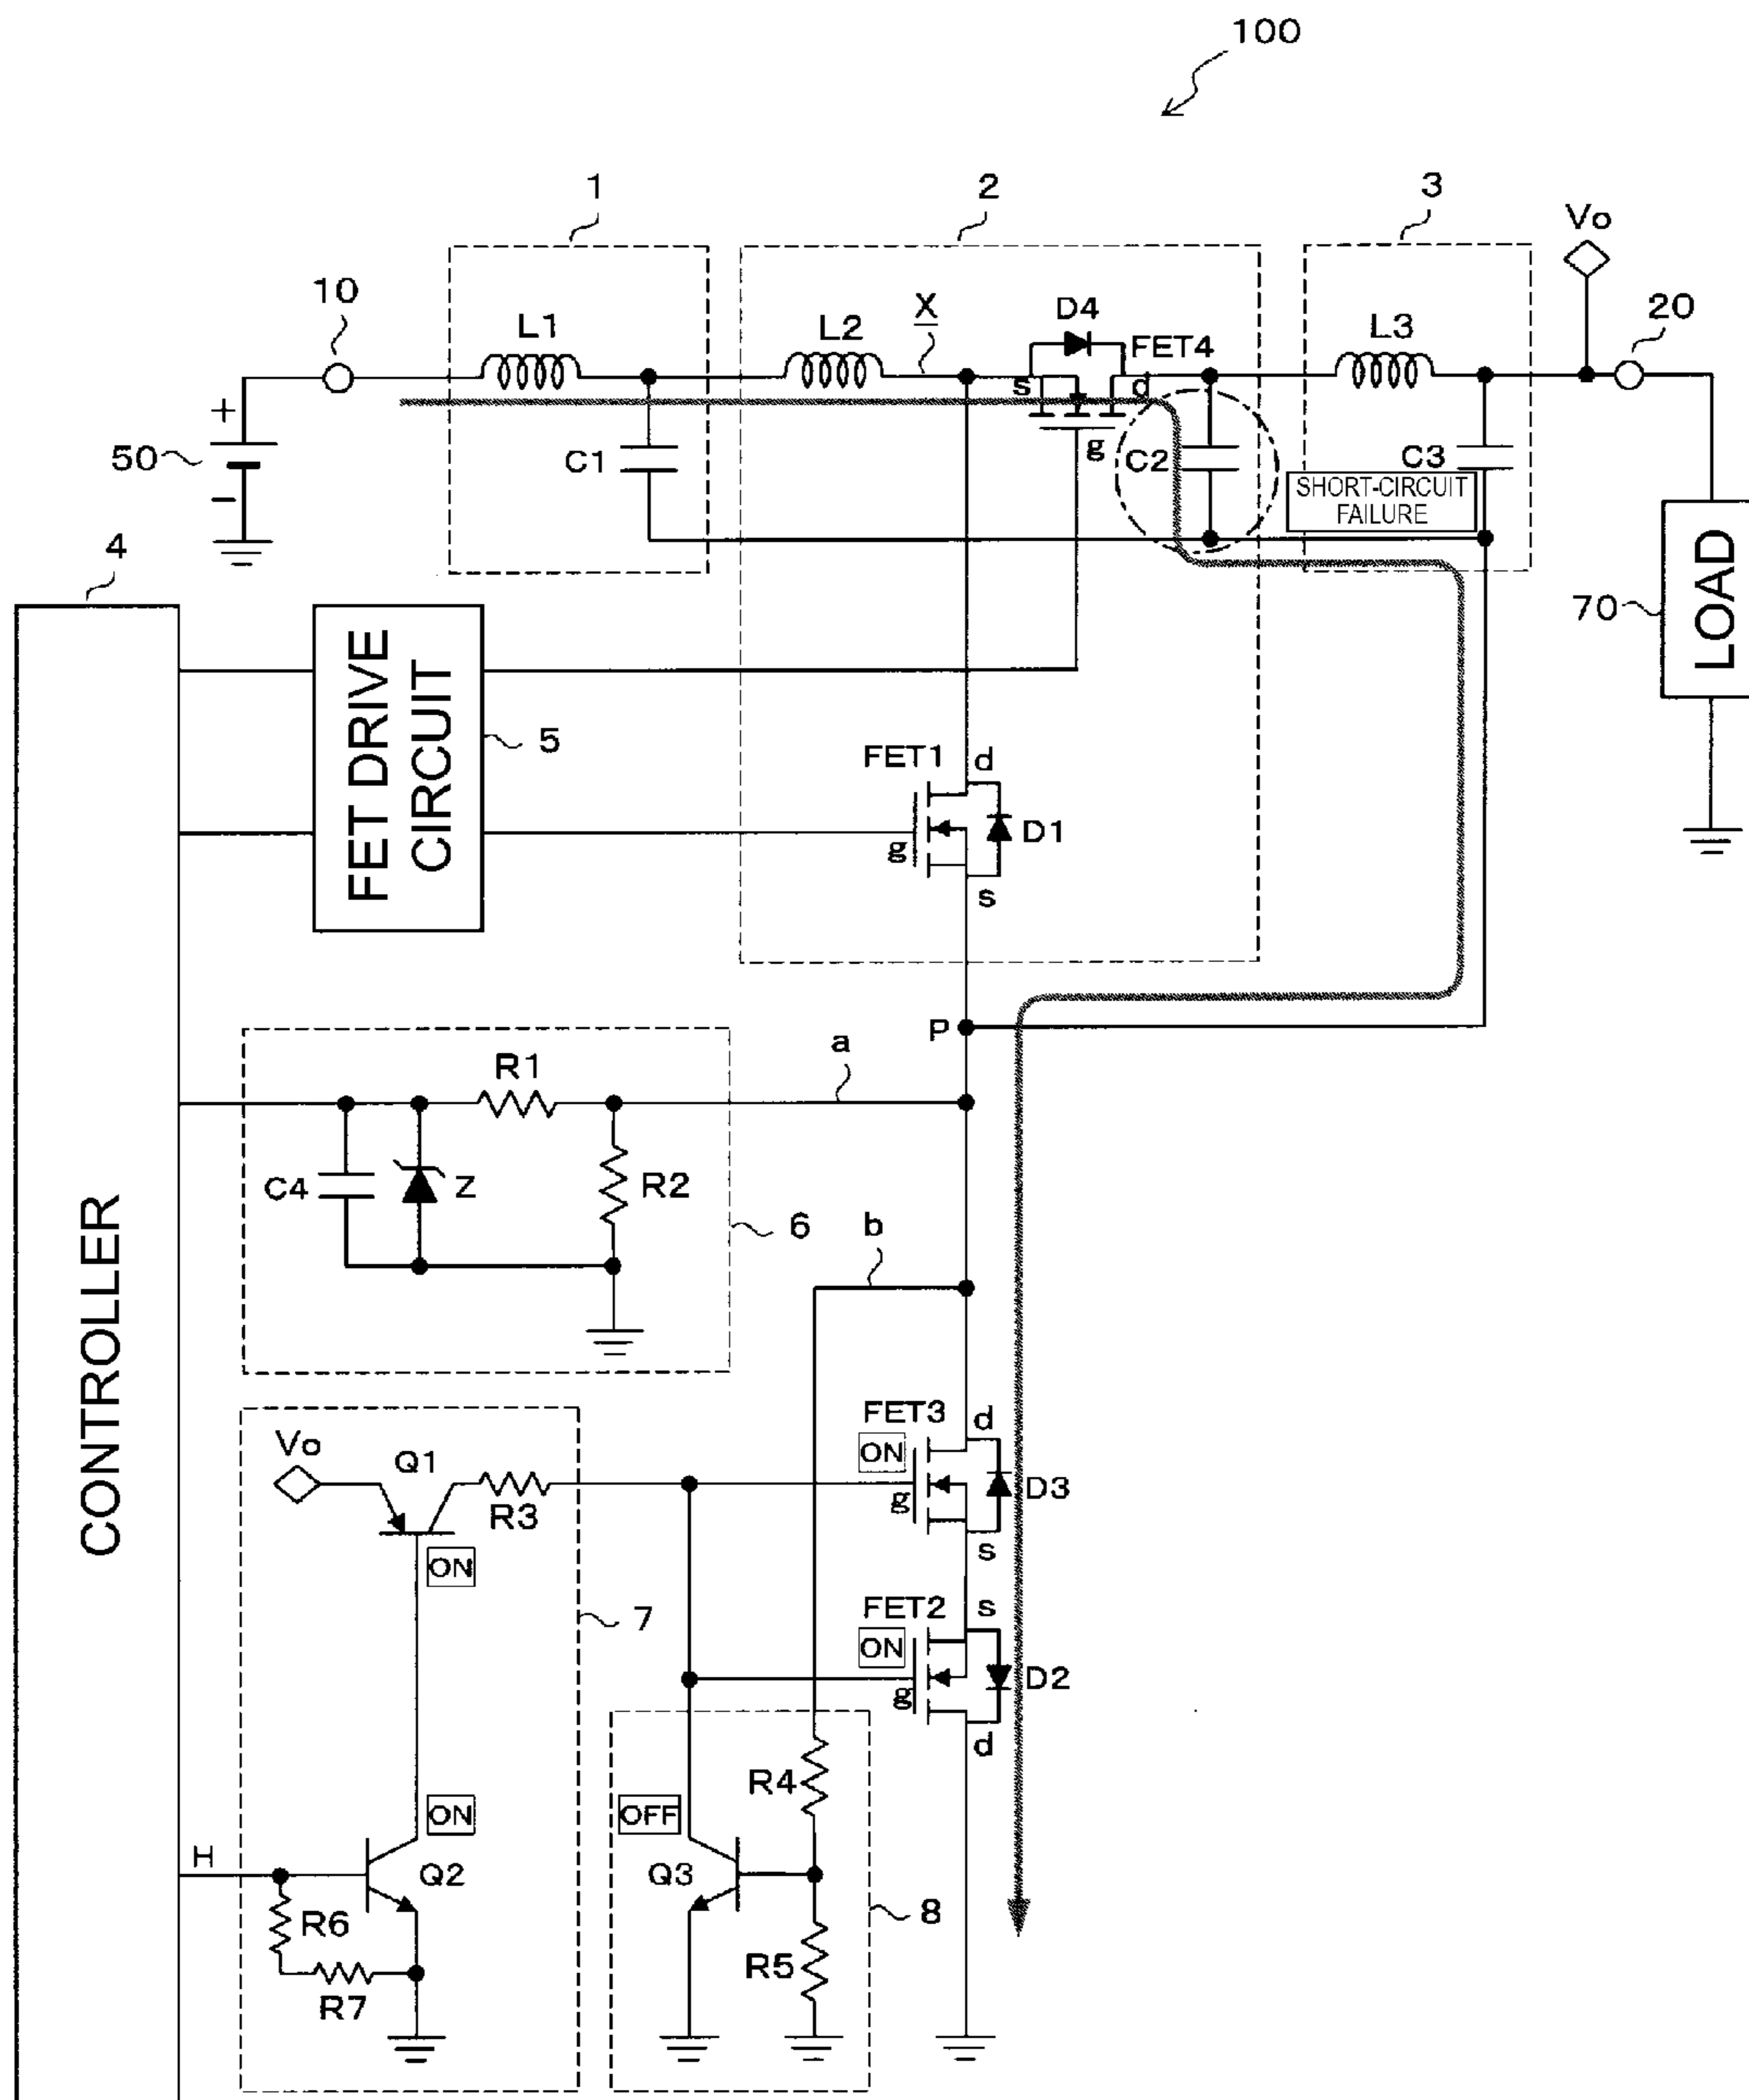 100
1
2
3
Vo
10
L1
L2
X
D4
FET4
L3
20
s
d
g
+
50
-
C1
C2
C3
SHORT-CIRCUIT
FAILURE
4
70
LOAD
FET DRIVE
CIRCUIT
5
FET1
d
g
D1
s
P
a
R1
C4
Z
R2
6
b
CONTROLLER
Vo
Q1
R3
FET3
d
ON
g
D3
s
ON
7
FET2
s
ON
g
D2
d
R4
ON
OFF
H
Q2
Q3
8
R6
R5
R7